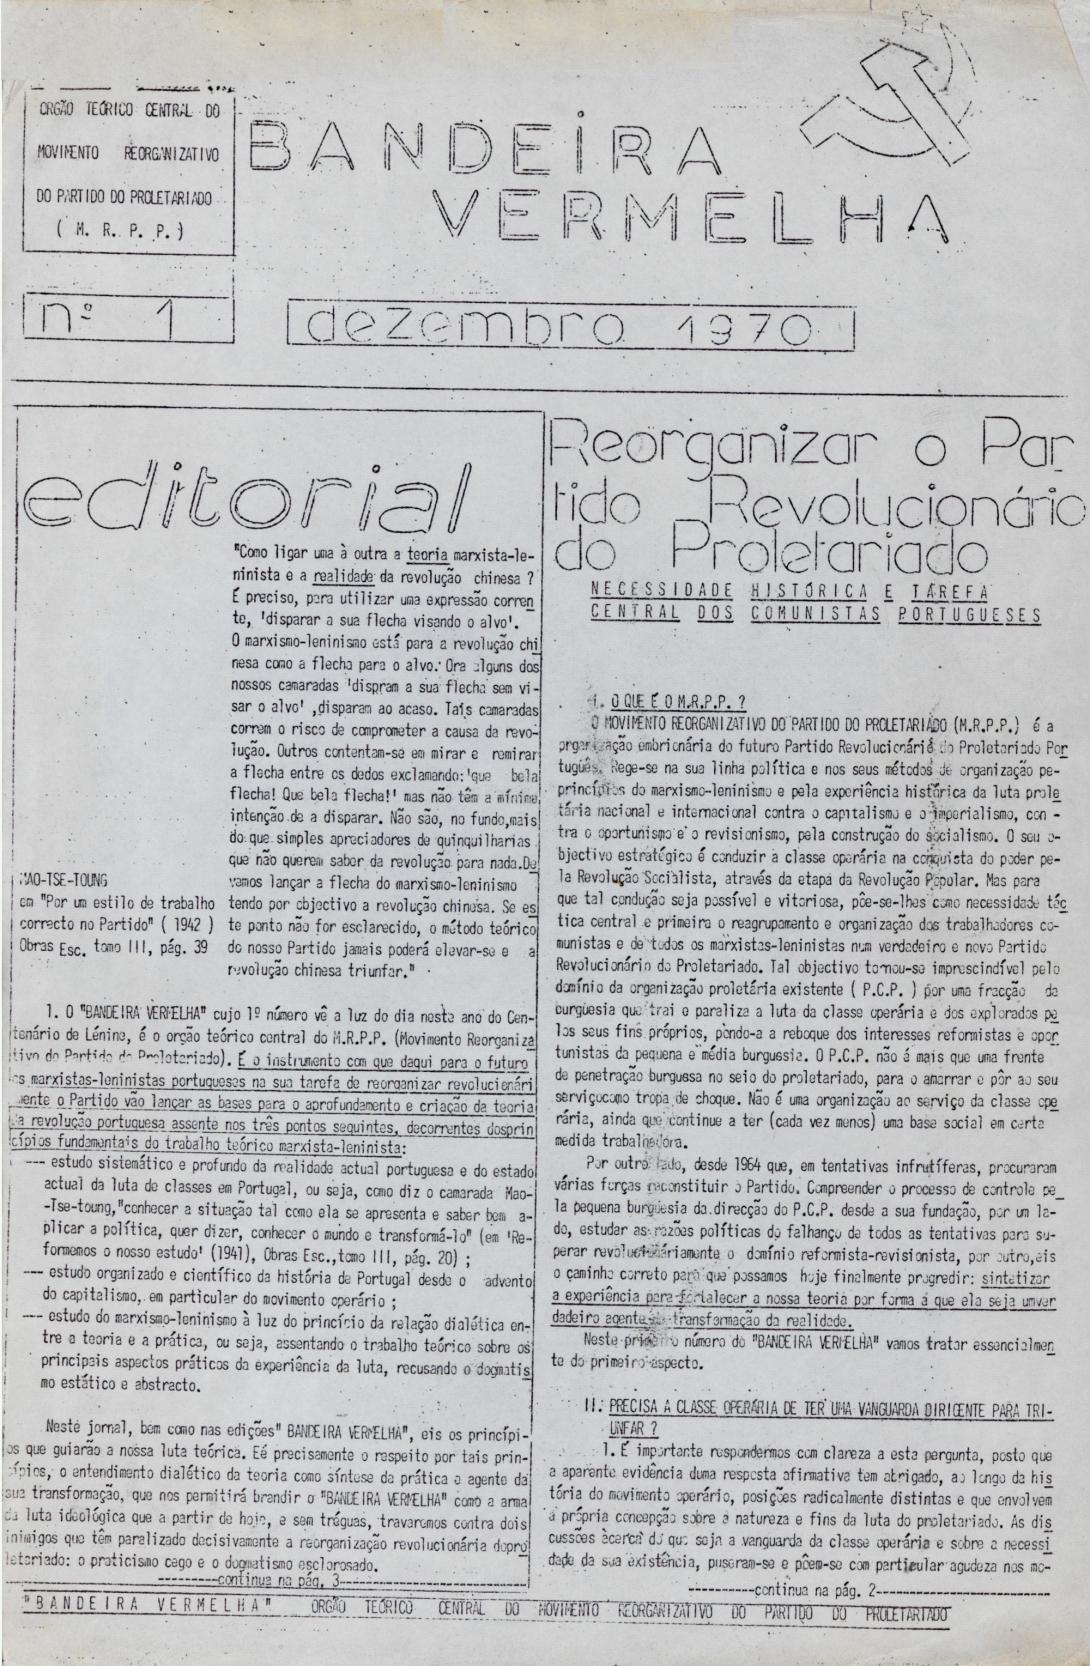 ORGÃO TEÓRICO CENTRAL DO
MOVIMENTO REORGANIZATIVO
DO PARTIDO DO PROLETARIADO
( M. R. P. P. )
BANDEIRA
VERMELHA
nº 1
dezembro 1970
editorial
"Como ligar uma à outra a teoria marxista-le-
ninista e a realidade da revolução chinesa ?
É preciso, para utilizar uma expressão corren
te, 'disparar a sua flecha visando o alvo'.
O marxismo-leninismo está para a revolução chi
nesa como a flecha para o alvo. Ora alguns dos
nossos camaradas 'dispram a sua flecha sem vi-
sar o alvo' ,disparam ao acaso. Tais camaradas
correm o risco de comprometer a causa da revo-
lução. Outros contentam-se em mirar e remirar
a flecha entre os dedos exclamando:'que bela
flecha! Que bela flecha!' mas não têm a mínima
intenção de a disparar. Não são, no fundo,mais
do que simples apreciadores de quinquilharias
que não querem saber da revolução para nada.De
vemos lançar a flecha do marxismo-leninismo
tendo por objectivo a revolução chinesa. Se es
te ponto não for esclarecido, o método teórico
do nosso Partido jamais poderá elevar-se e a
revolução chinesa triunfar."
MAO-TSE-TOUNG
em "Por um estilo de trabalho
correcto no Partido" ( 1942 )
Obras Esc. tomo III, pág. 39
1. O "BANDEIRA VERMELHA" cujo 1º número vê a luz do dia neste ano do Cen-
tenário de Lénine, é o orgão teórico central do M.R.P.P. (Movimento Reorganiza
tivo do Partido do Proletariado). É o instrumento com que daqui para o futuro
os marxistas-leninistas portugueses na sua tarefa de reorganizar revolucionári
amente o Partido vão lançar as bases para o aprofundamento e criação da teoria
da revolução portuguesa assente nos três pontos seguintes, decorrentes dosprin
cípios fundamentais do trabalho teórico marxista-leninista:
--- estudo sistemático e profundo da realidade actual portuguesa e do estado
actual da luta de classes em Portugal, ou seja, como diz o camarada Mao-
-Tse-toung,"conhecer a situação tal como ela se apresenta e saber bem a-
plicar a política, quer dizer, conhecer o mundo e transformá-lo" (em 'Re-
formemos o nosso estudo' (1941), Obras Esc.,tomo III, pág. 20) ;
--- estudo organizado e científico da história de Portugal desde o advento
do capitalismo, em particular do movimento operário ;
--- estudo do marxismo-leninismo à luz do princípio da relação dialética en-
tre a teoria e a prática, ou seja, assentando o trabalho teórico sobre os
principais aspectos práticos da experiência da luta, recusando o dogmatis
mo estático e abstracto.
Neste jornal, bem como nas edições" BANDEIRA VERMELHA", eis os princípi-
os que guiarão a nossa luta teórica. Eé precisamente o respeito por tais prin-
cípios, o entendimento dialético da teoria como síntese da prática e agente da
sua transformação, que nos permitirá brandir o "BANDEIRA VERMELHA" como a arma
da luta ideológica que a partir de hoje, e sem tréguas, travaremos contra dois
inimigos que têm paralizado decisivamente a reorganização revolucionária dopro
letariado: o praticismo cego e o dogmatismo esclerosado.
---------continua na pág. 3---------
Reorganizar o Par
tido Revolucionário
do Proletariado
NECESSIDADE HISTÓRICA E TAREFA
CENTRAL DOS COMUNISTAS PORTUGUESES
I. O QUE É O M.R.P.P. ?
O MOVIMENTO REORGANIZATIVO DO PARTIDO DO PROLETARIADO (M.R.P.P.) é a
organização embrionária do futuro Partido Revolucionário do Proletariado Por
tuguês. Rege-se na sua linha política e nos seus métodos de organização pe-
princípios do marxismo-leninismo e pela experiência histórica da luta prole
tária nacional e internacional contra o capitalismo e o imperialismo, con -
tra o oportunismo e o revisionismo, pela construção do socialismo. O seu o-
bjectivo estratégico é conduzir a classe operária na conquista do poder pe-
la Revolução Socialista, através da etapa da Revolução Popular. Mas para
que tal condução seja possível e vitoriosa, põe-se-lhes como necessidade tác
tica central e primeira o reagrupamento e organização dos trabalhadores co-
munistas e de todos os marxistas-leninistas num verdadeiro e novo Partido
Revolucionário do Proletariado. Tal objectivo tornou-se imprescindível pelo
domínio da organização proletária existente ( P.C.P. ) por uma fracção da
burguesia que trai e paraliza a luta da classe operária e dos explorados pe
los seus fins próprios, pondo-a a reboque dos interesses reformistas e opor
tunistas da pequena e média burguesia. O P.C.P. não é mais que uma frente
de penetração burguesa no seio do proletariado, para o amarrar e pôr ao seu
serviçocomo tropa de choque. Não é uma organização ao serviço da classe ope
rária, ainda que continue a ter (cada vez menos) uma base social em certa
medida trabalhadora.
Por outro lado, desde 1964 que, em tentativas infrutíferas, procuraram
várias forças reconstituir o Partido. Compreender o processo de controle pe
la pequena burguesia da direcção do P.C.P. desde a sua fundação, por um la-
do, estudar as razões políticas do falhanço de todas as tentativas para su-
perar revolucionáriamente o domínio reformista-revisionista, por outro,eis
o caminho correto para que possamos hoje finalmente progredir: sintetizar
a experiência para fortalecer a nossa teoria por forma a que ela seja umver
dadeiro agente de transformação da realidade.
Neste primeiro número do "BANDEIRA VERMELHA" vamos tratar essencialmen
te do primeiro aspecto.
II. PRECISA A CLASSE OPERÁRIA DE TER UMA VANGUARDA DIRIGENTE PARA TRI-
UNFAR ?
1. É importante respondermos com clareza a esta pergunta, posto que
a aparente evidência duma resposta afirmativa tem abrigado, ao longo da his
tória do movimento operário, posições radicalmente distintas e que envolvem
a própria concepção sobre a natureza e fins da luta do proletariado. As dis
cussões àcerca do que seja a vanguarda da classe operária e sobre a necessi
dade da sua existência, puseram-se e põem-se com particular agudeza nos mo-
----------continua na pág. 2----------
"BANDEIRA VERMELHA" ORGÃO TEÓRICO CENTRAL DO MOVIMENTO REORGANIZATIVO DO PARTIDO DO PROLETARIADO